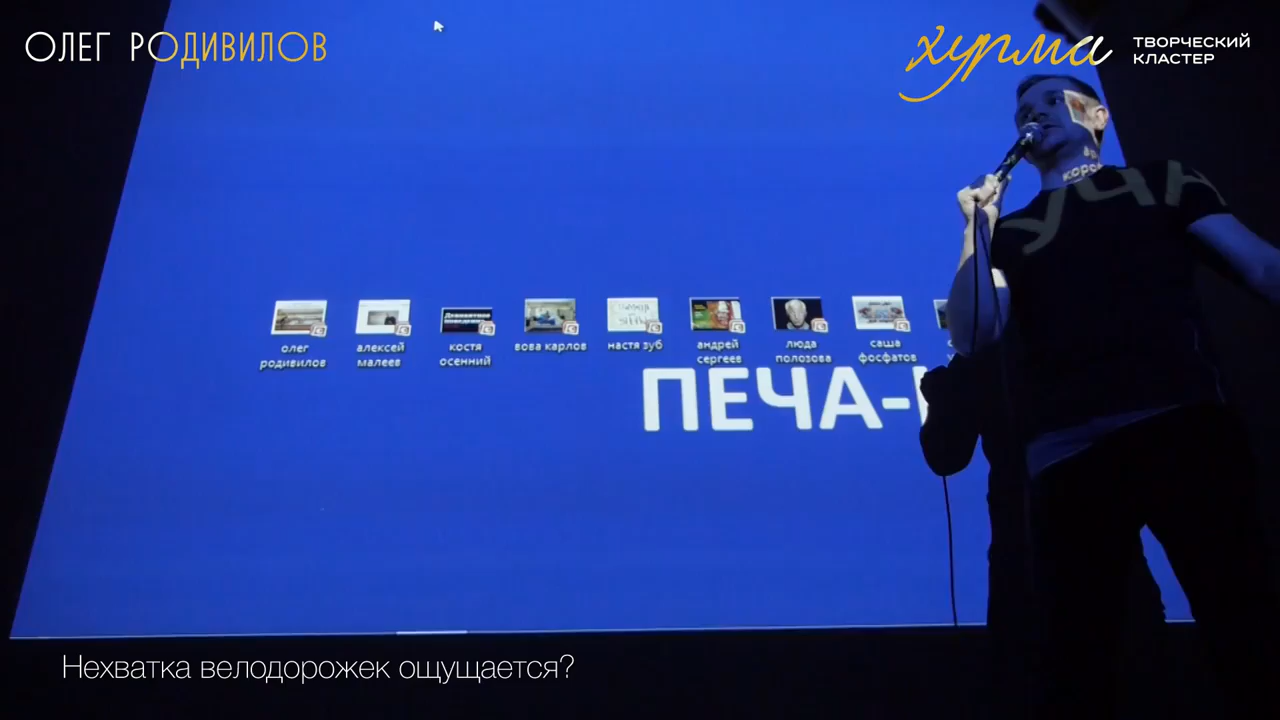 ОЛЕГ РОДИВИЛОВ
хурма
ТВОРЧЕСКИЙ
КЛАСТЕР
олег
родивилов
алексей
малеев
костя
осенний
вова карлов
настя зуб
андрей
сергеев
люда
полозова
саша
фосфатов
ПЕЧА-
Нехватка велодорожек ощущается?